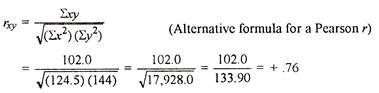 r_xy = Σxy / √(Σx²)(Σy²) (Alternative formula for a Pearson r)
= 102.0 / √(124.5)(144) = 102.0 / √17,928.0 = 102.0 / 133.90 = + .76